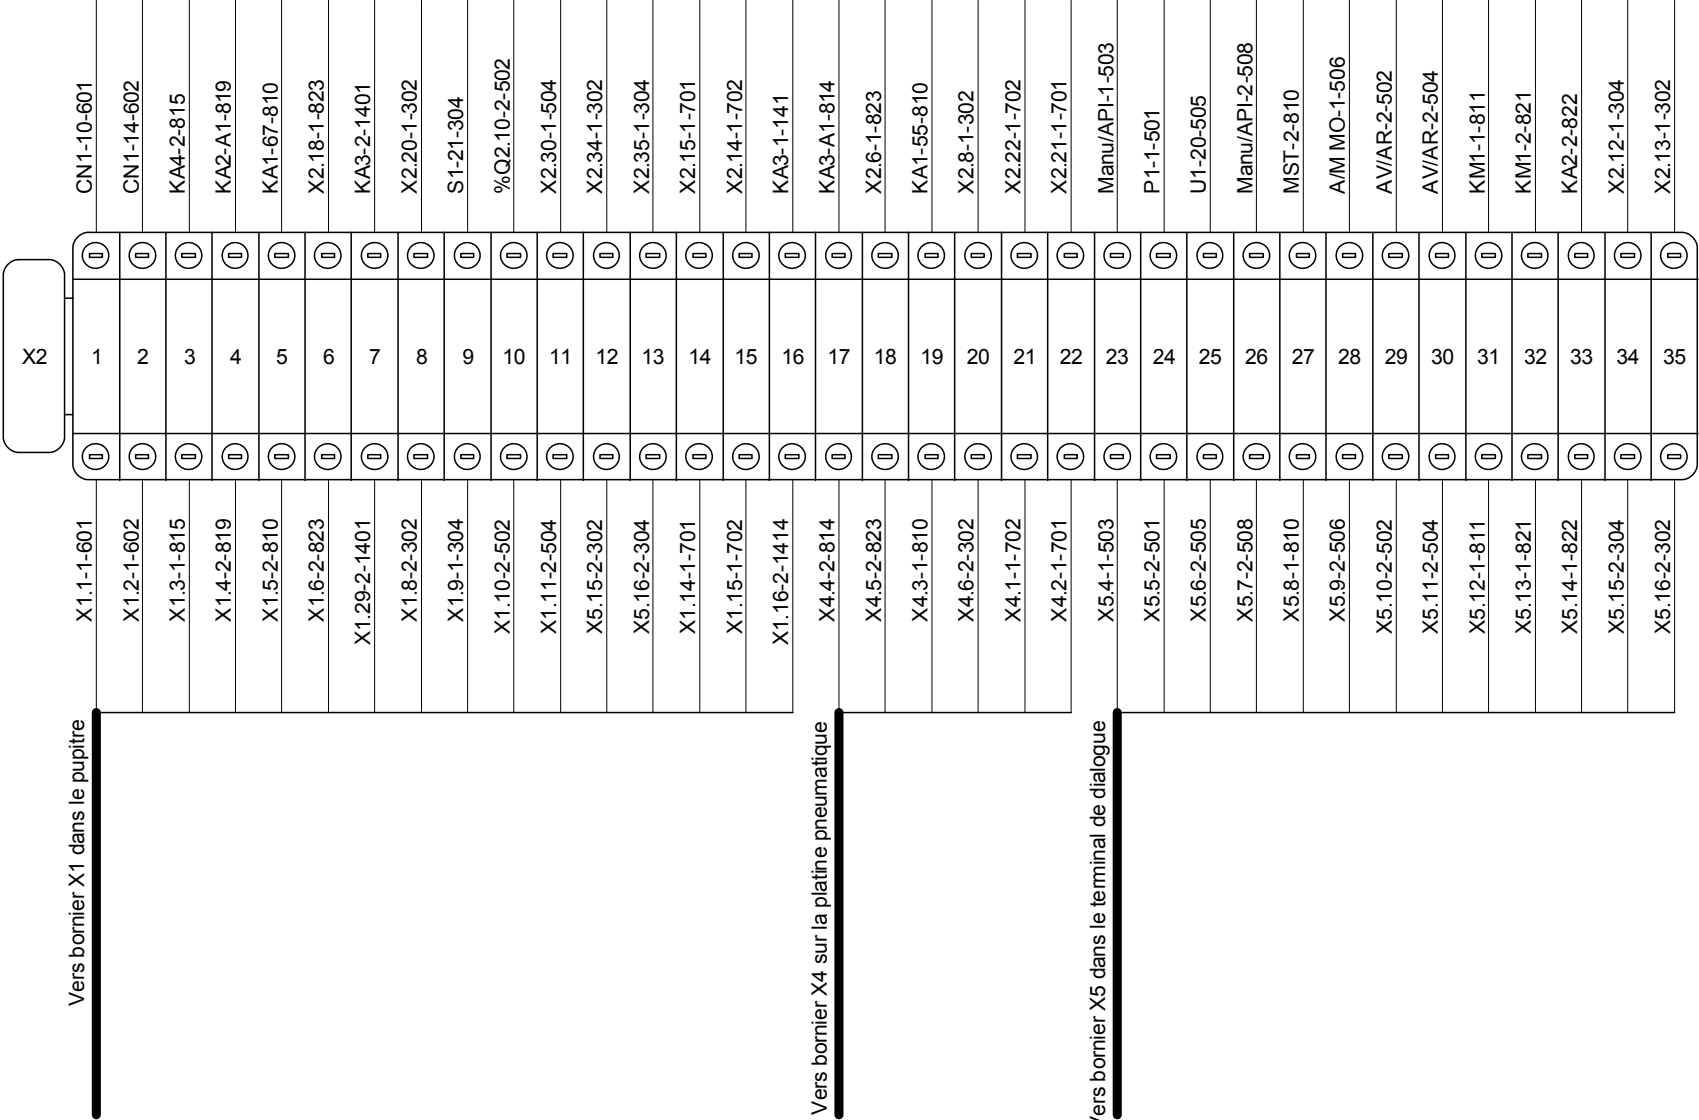 CN1-10-601
CN1-14-602
KA4-2-815
KA2-A1-819
KA1-67-810
X2.18-1-823
KA3-2-1401
X2.20-1-302
S1-21-304
%Q2.10-2-502
X2.30-1-504
X2.34-1-302
X2.35-1-304
X2.15-1-701
X2.14-1-702
KA3-1-141
KA3-A1-814
X2.6-1-823
KA1-55-810
X2.8-1-302
X2.22-1-702
X2.21-1-701
Manu/API-1-503
P1-1-501
U1-20-505
Manu/API-2-508
MST-2-810
A/M MO-1-506
AV/AR-2-502
AV/AR-2-504
KM1-1-811
KM1-2-821
KA2-2-822
X2.12-1-304
X2.13-1-302
X2
1
2
3
4
5
6
7
8
9
10
11
12
13
14
15
16
17
18
19
20
21
22
23
24
25
26
27
28
29
30
31
32
33
34
35
X1.1-1-601
X1.2-1-602
X1.3-1-815
X1.4-2-819
X1.5-2-810
X1.6-2-823
X1.29-2-1401
X1.8-2-302
X1.9-1-304
X1.10-2-502
X1.11-2-504
X5.15-2-302
X5.16-2-304
X1.14-1-701
X1.15-1-702
X1.16-2-1414
X4.4-2-814
X4.5-2-823
X4.3-1-810
X4.6-2-302
X4.11-1-702
X4.2-1-701
X5.4-1-503
X5.5-2-501
X5.6-2-505
X5.7-2-508
X5.8-1-810
X5.9-2-506
X5.10-2-502
X5.11-2-504
X5.12-1-811
X5.13-1-821
X5.14-1-822
X5.15-2-304
X5.16-2-302
Vers bornier X1 dans le pupitre
Vers bornier X4 sur la platine pneumatique
Vers bornier X5 dans le terminal de dialogue